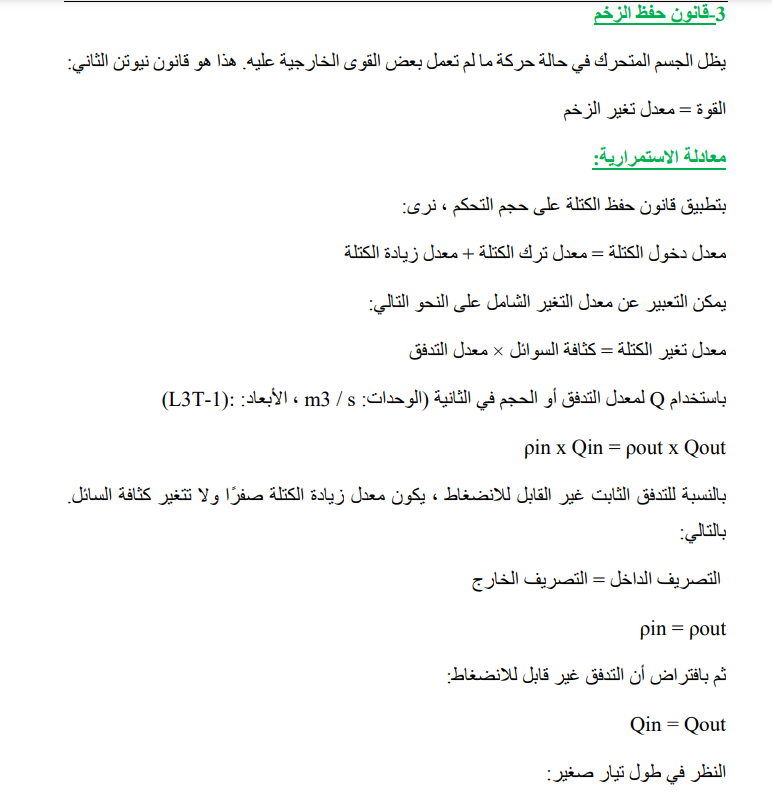 3-قانون حفظ الزخم
يظل الجسم المتحرك في حالة حركة ما لم تعمل بعض القوى الخارجية عليه. هذا هو قانون نيوتن الثاني:
القوة = معدل تغير الزخم
معادلة الاستمرارية:
بتطبيق قانون حفظ الكتلة على حجم التحكم ، نرى:
معدل دخول الكتلة = معدل ترك الكتلة + معدل زيادة الكتلة
يمكن التعبير عن معدل التغير الشامل على النحو التالي:
معدل تغير الكتلة = كثافة السوائل × معدل التدفق
باستخدام Q لمعدل التدفق أو الحجم في الثانية (الوحدات: m3 / s ، الأبعاد: :(L3T-1)
ρin x Qin = ρout x Qout
بالنسبة للتدفق الثابت غير القابل للانضغاط ، يكون معدل زيادة الكتلة صفرًا ولا تتغير كثافة السائل.
بالتالي:
التصريف الداخل = التصريف الخارج
ρin = ρout
ثم بافتراض أن التدفق غير قابل للانضغاط:
Qin = Qout
النظر في طول تيار صغير: